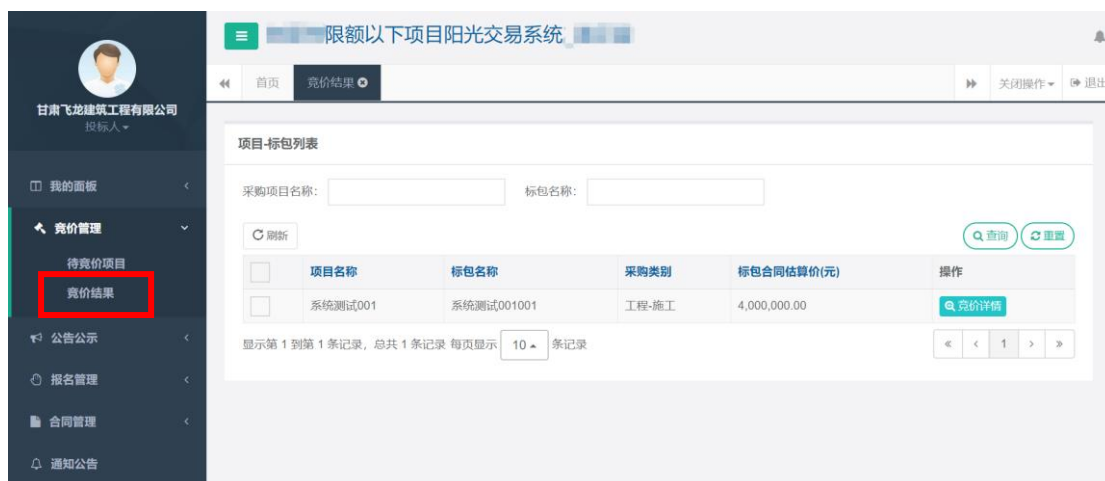 限额以下项目阳光交易系统
甘肃飞龙建筑工程有限公司
投标人
首页 竞价结果 关闭操作 退出
项目-标包列表
我的面板
采购项目名称: 标包名称:
竞价管理
刷新 查询 重置
待竞价项目
项目名称 标包名称 采购类别 标包合同估算价(元) 操作
竞价结果
系统测试001 系统测试001001 工程-施工 4,000,000.00 竞价详情
公告公示
显示第 1 到第 1 条记录，总共 1 条记录 每页显示 10 条记录 « ‹ 1 › »
报名管理
合同管理
通知公告